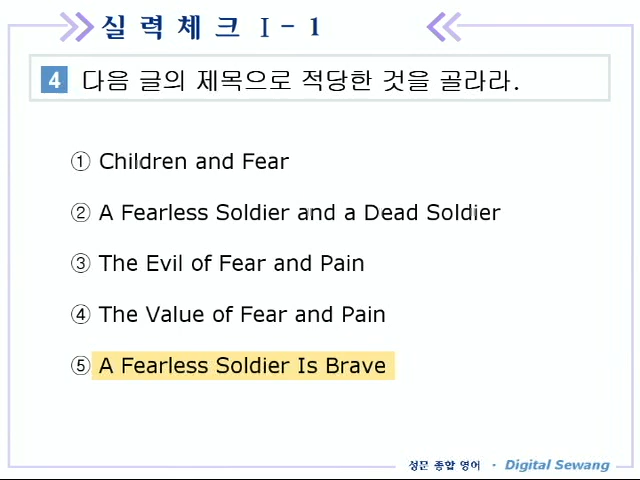 실력체크 I - 1
4 다음 글의 제목으로 적당한 것을 골라라.
① Children and Fear
② A Fearless Soldier and a Dead Soldier
③ The Evil of Fear and Pain
④ The Value of Fear and Pain
⑤ A Fearless Soldier Is Brave
성문 종합 영어 · Digital Sewang